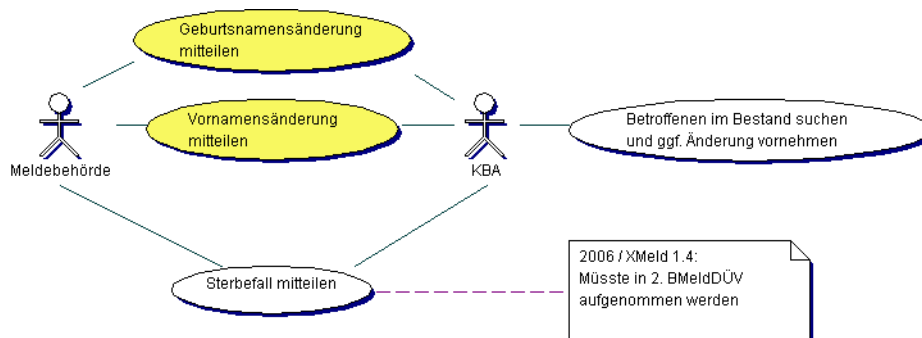 Geburtsnamensänderung
mitteilen
Vornamensänderung
mitteilen
Betroffenen im Bestand suchen
und ggf. Änderung vornehmen
Meldebehörde
KBA
Sterbefall mitteilen
2006 / XMeld 1.4:
Müsste in 2. BMeldDÜV
aufgenommen werden